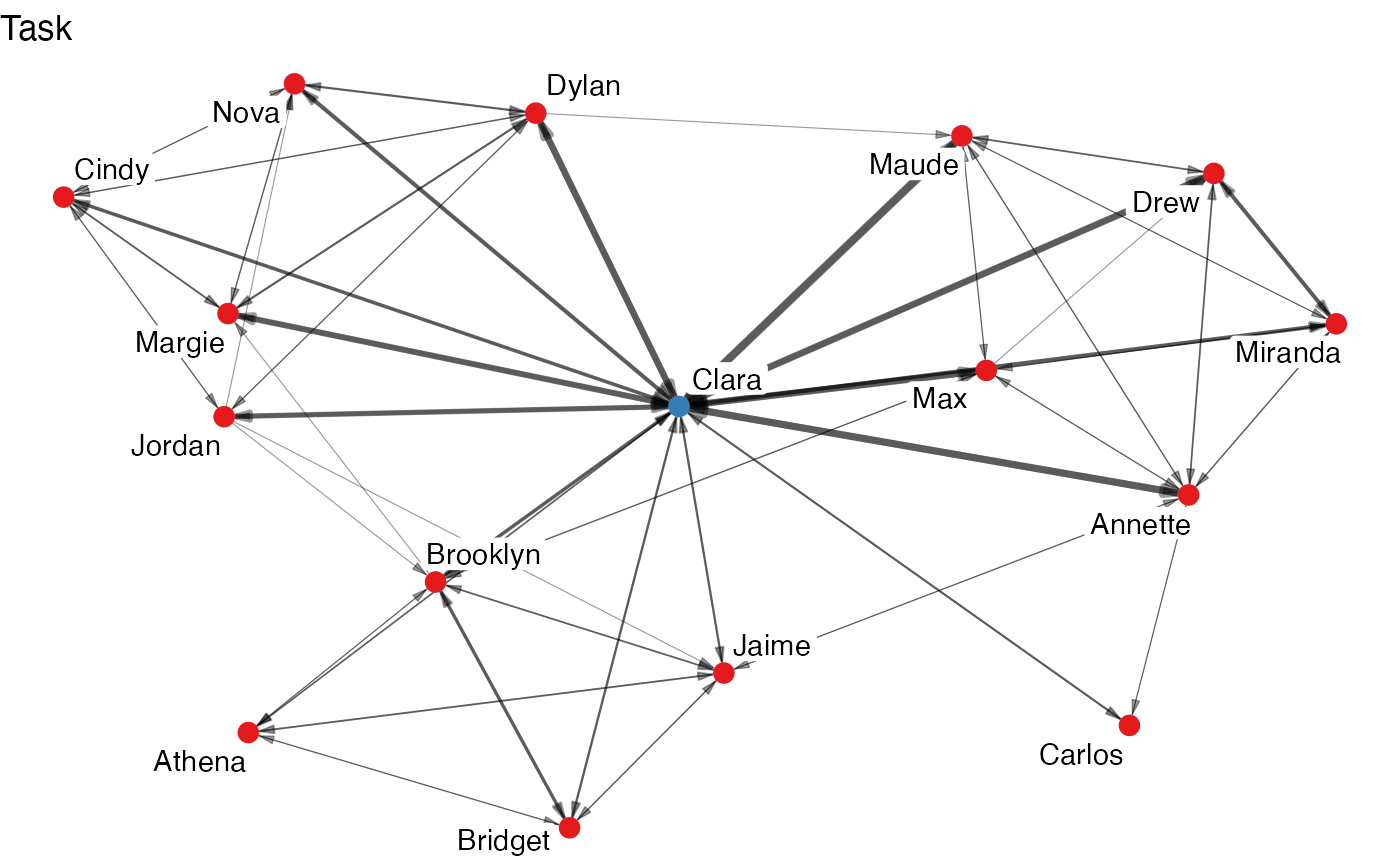 Task
Dylan
Nova
Cindy
Maude
Drew
Margie
Miranda
Clara
Max
Jordan
Annette
Brooklyn
Jaime
Athena
Carlos
Bridget